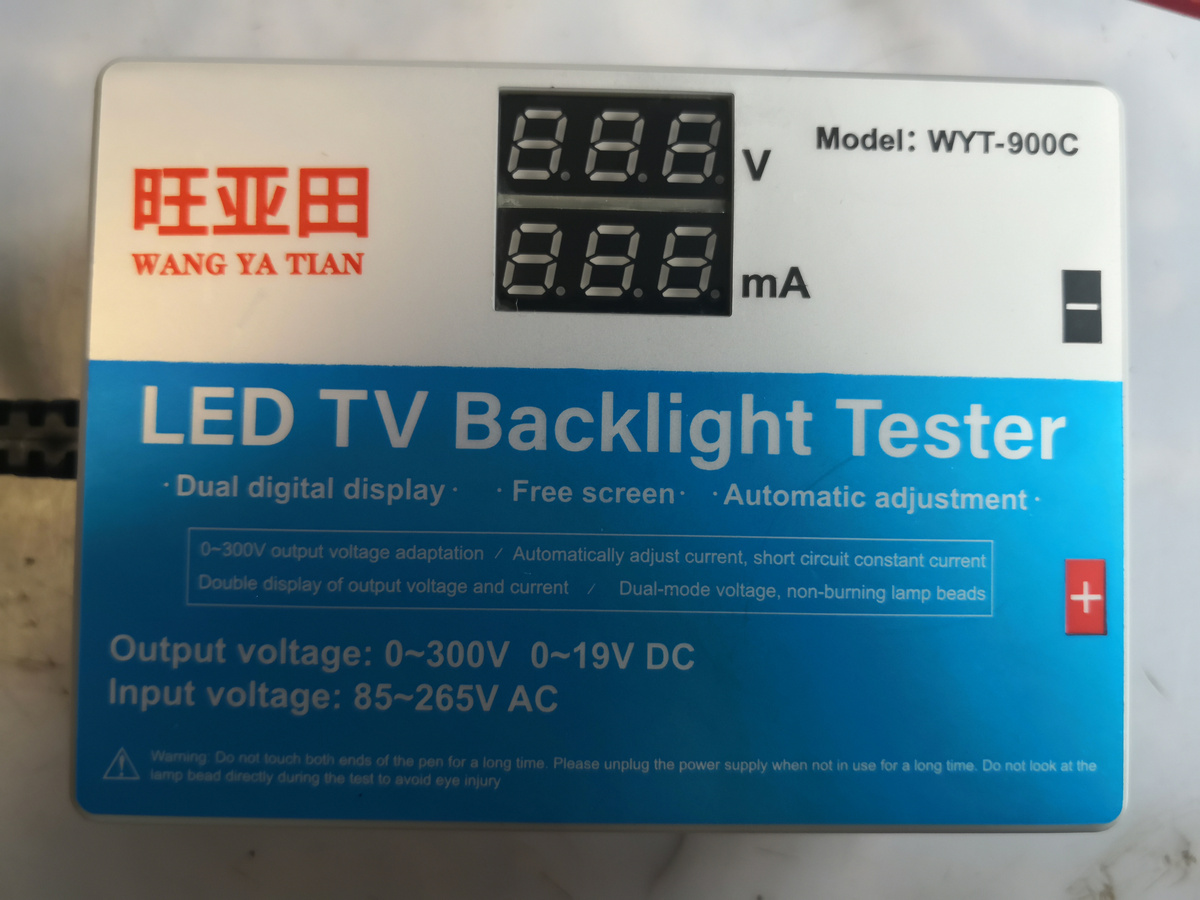 旺亚田
WANG YA TIAN
V
mA
Model: WYT-900C
−
LED TV Backlight Tester
·Dual digital display· ·Free screen· ·Automatic adjustment·
0~300V output voltage adaptation / Automatically adjust current, short circuit constant current
Double display of output voltage and current / Dual-mode voltage, non-burning lamp beads
+
Output voltage: 0~300V 0~19V DC
Input voltage: 85~265V AC
Warning: Do not touch both ends of the pen for a long time. Please unplug the power supply when not in use for a long time. Do not look at the
lamp bead directly during the test to avoid eye injury